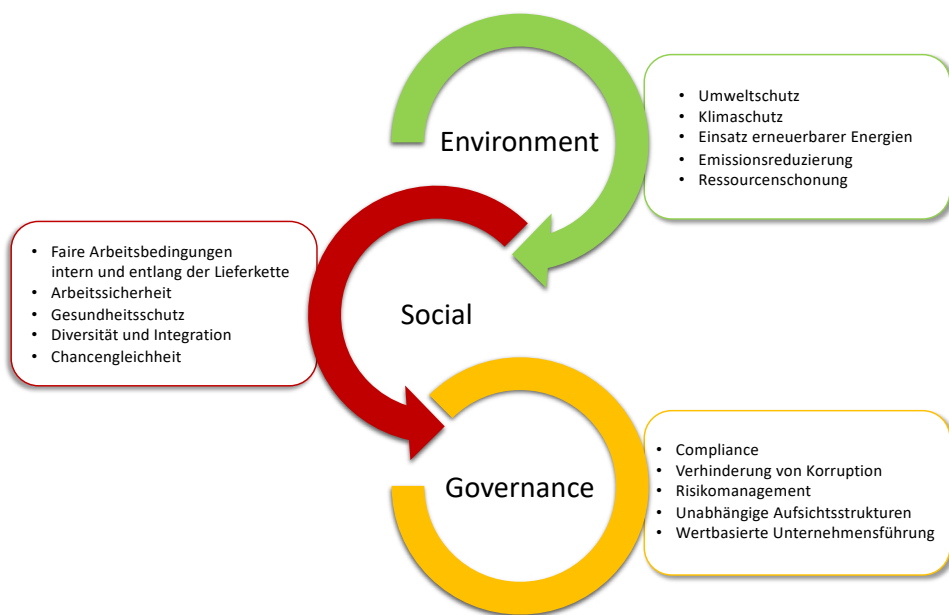 Environment
• Umweltschutz
• Klimaschutz
• Einsatz erneuerbarer Energien
• Emissionsreduzierung
• Ressourcenschonung
• Faire Arbeitsbedingungen
intern und entlang der Lieferkette
• Arbeitssicherheit
• Gesundheitsschutz
• Diversität und Integration
• Chancengleichheit
Social
Governance
• Compliance
• Verhinderung von Korruption
• Risikomanagement
• Unabhängige Aufsichtsstrukturen
• Wertbasierte Unternehmensführung